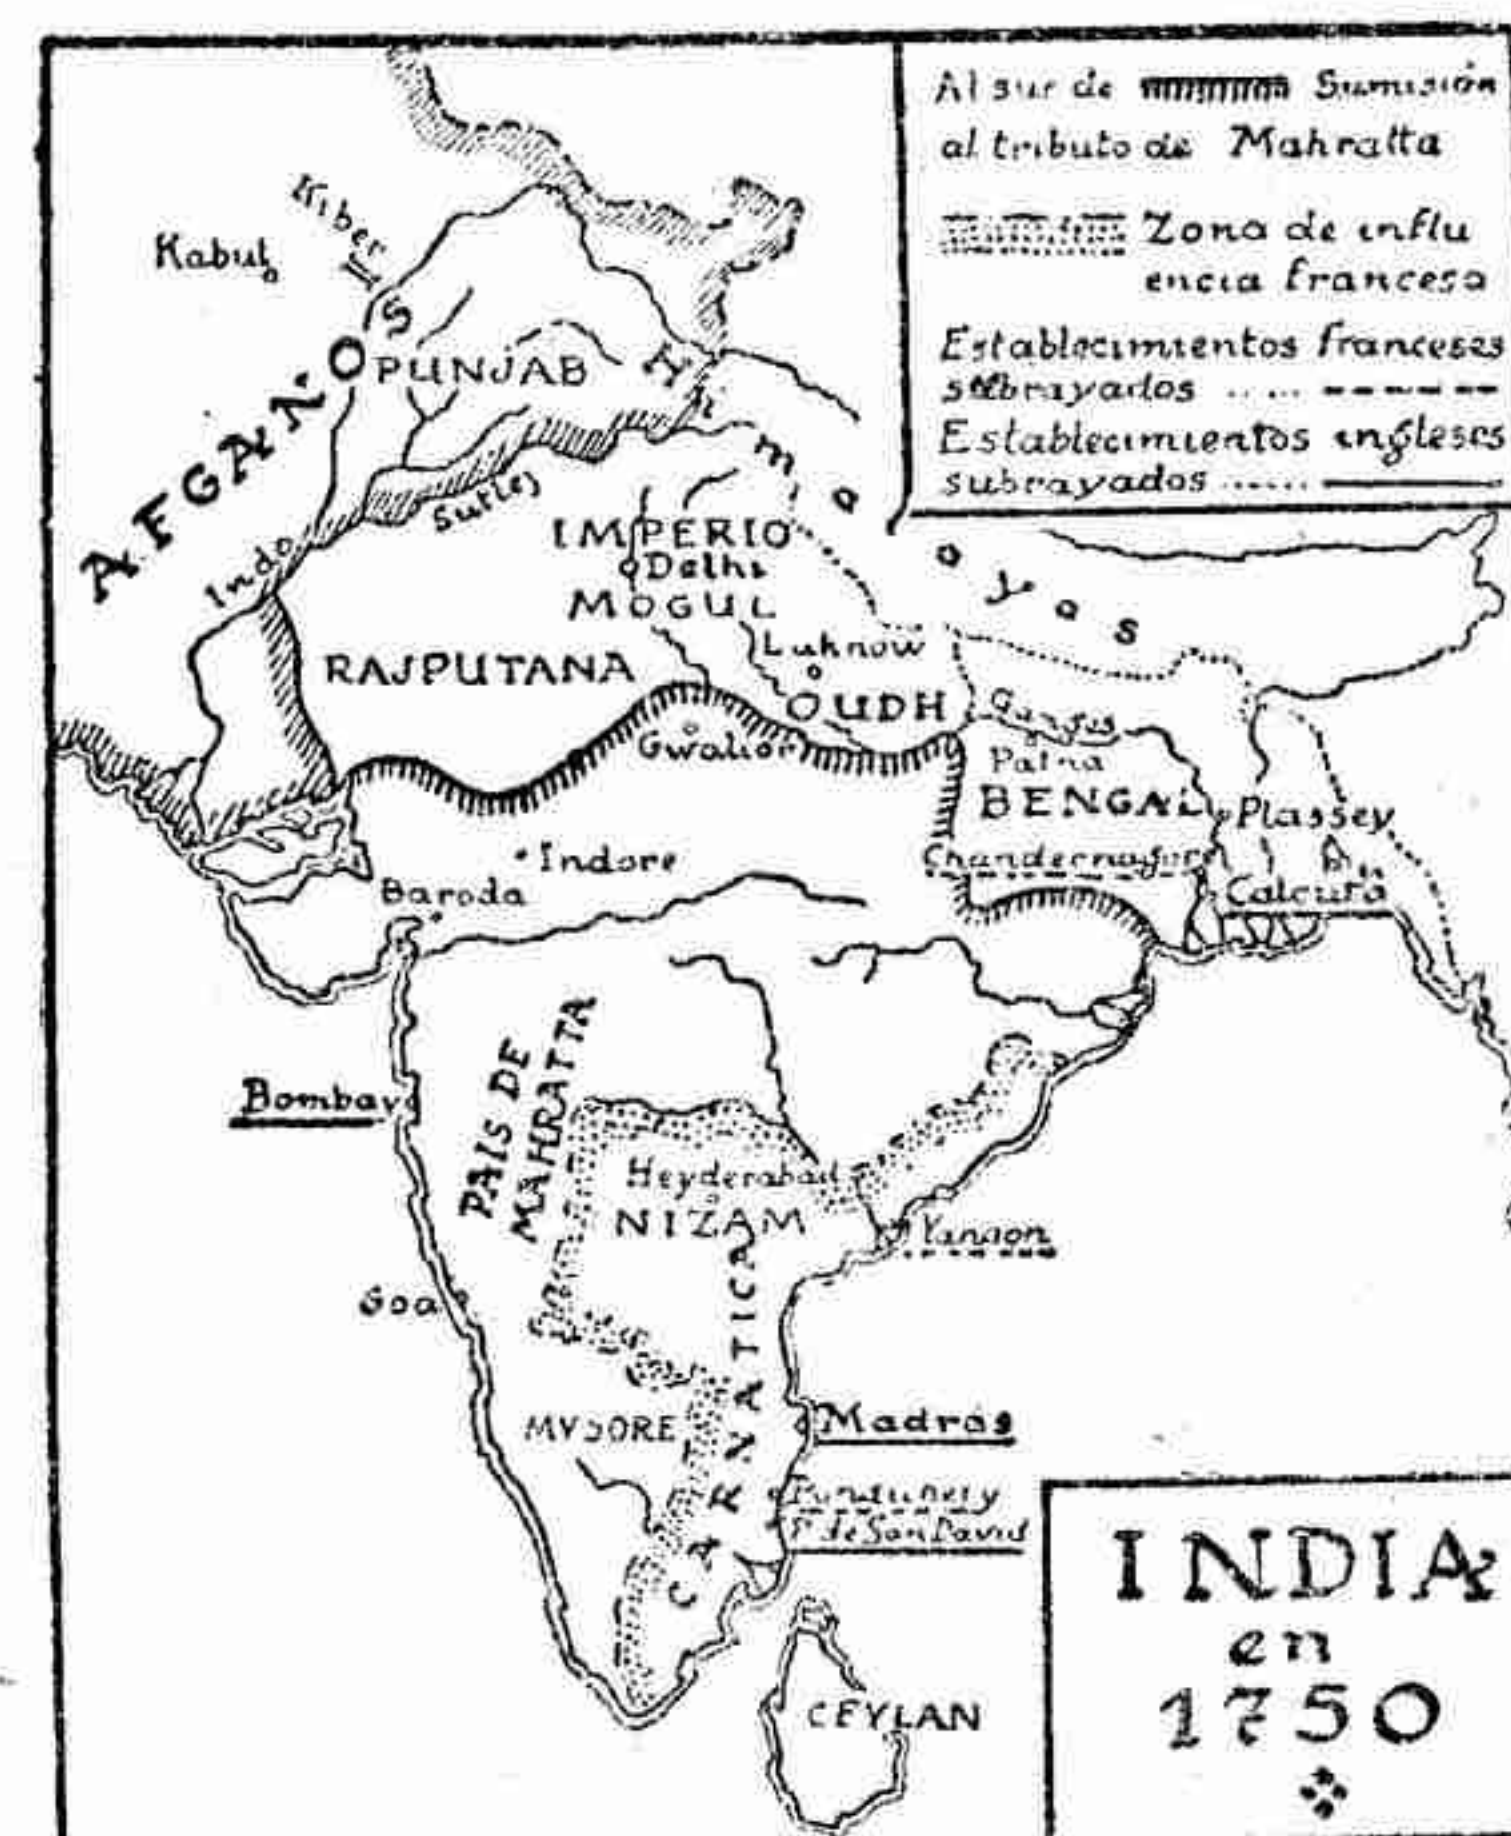 Al sur de Sumisión
al tributo de Mahratta
Zona de influ
encia francesa
Establecimientos franceses
subrayados
Establecimientos ingleses
subrayados
Kiber
Kabul
AFGANOS
PUNJAB
Himalayas
Sutlej
Indo
IMPERIO
Delhi
MOGUL
RAJPUTANA
Luknow
OUDH
Ganges
Gwalior
Patna
BENGAL
Plassey
Chandernagore
Calcuta
Indore
Baroda
PAIS DE
MAHRATTA
Bombay
Heyderabad
NIZAM
Yanaon
Goa
CARNATICA
MYSORE
Madrás
Pondichery
F. de San David
CEYLAN
INDIA
en
1750